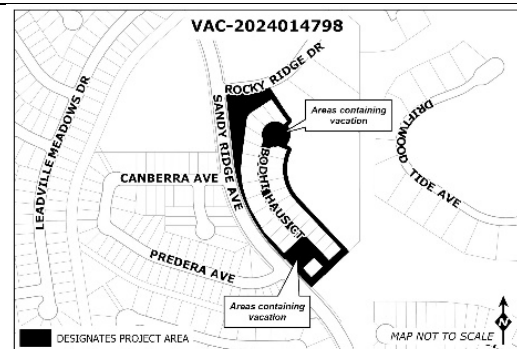 VAC-2024014798
ROCKY RIDGE DR
Areas containing
vacation
LEADVILLE MEADOWS DR
SANDY RIDGE AVE
DRIFTWOOD TIDE AVE
CANBERRA AVE
PREDERA AVE
Areas containing
vacation
DESIGNATES PROJECT AREA
MAP NOT TO SCALE
N